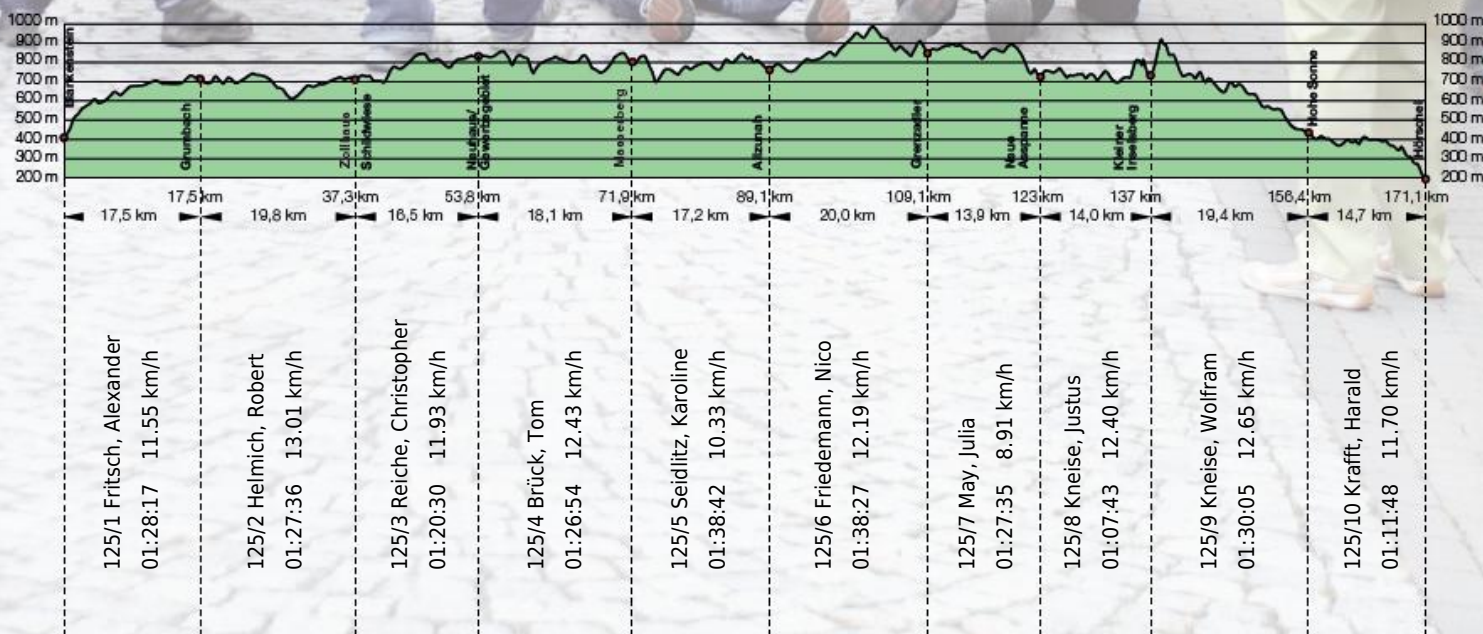 1000 m
900 m
800 m
700 m
600 m
500 m
400 m
300 m
200 m
1000 m
900 m
800 m
700 m
600 m
500 m
400 m
300 m
200 m
Blankenstein
Grumbach
Zollhaus
Schildwiese
Neuhaus/
Gewerbegebiet
Masserberg
Allzunah
Grenzadler
Neue
Ausspanne
Kleiner
Inselsberg
Hohe Sonne
Hörschel
17,5 km
37,3 km
53,8 km
71,9 km
89,1 km
109,1 km
123 km
137 km
156,4 km
171,1 km
17,5 km
19,8 km
16,5 km
18,1 km
17,2 km
20,0 km
13,9 km
14,0 km
19,4 km
14,7 km
125/1 Fritsch, Alexander
01:28:17 11.55 km/h
125/2 Helmich, Robert
01:27:36 13.01 km/h
125/3 Reiche, Christopher
01:20:30 11.93 km/h
125/4 Brück, Tom
01:26:54 12.43 km/h
125/5 Seidlitz, Karoline
01:38:42 10.33 km/h
125/6 Friedemann, Nico
01:38:27 12.19 km/h
125/7 May, Julia
01:27:35 8.91 km/h
125/8 Kneise, Justus
01:07:43 12.40 km/h
125/9 Kneise, Wolfram
01:30:05 12.65 km/h
125/10 Krafft, Harald
01:11:48 11.70 km/h